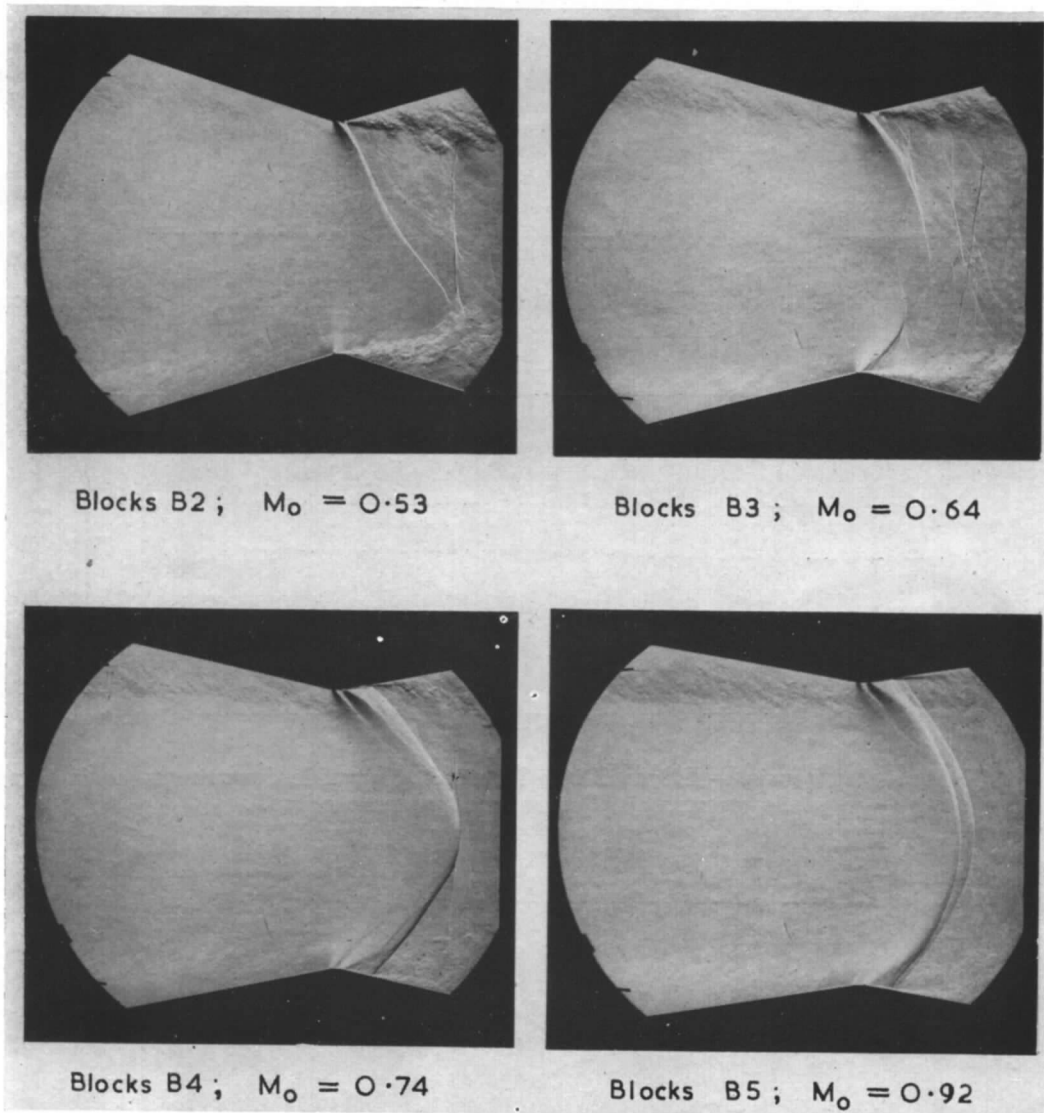 Blocks B2 ; Mo = 0·53
Blocks B3 ; Mo = 0·64
Blocks B4 ; Mo = 0·74
Blocks B5 ; Mo = 0·92